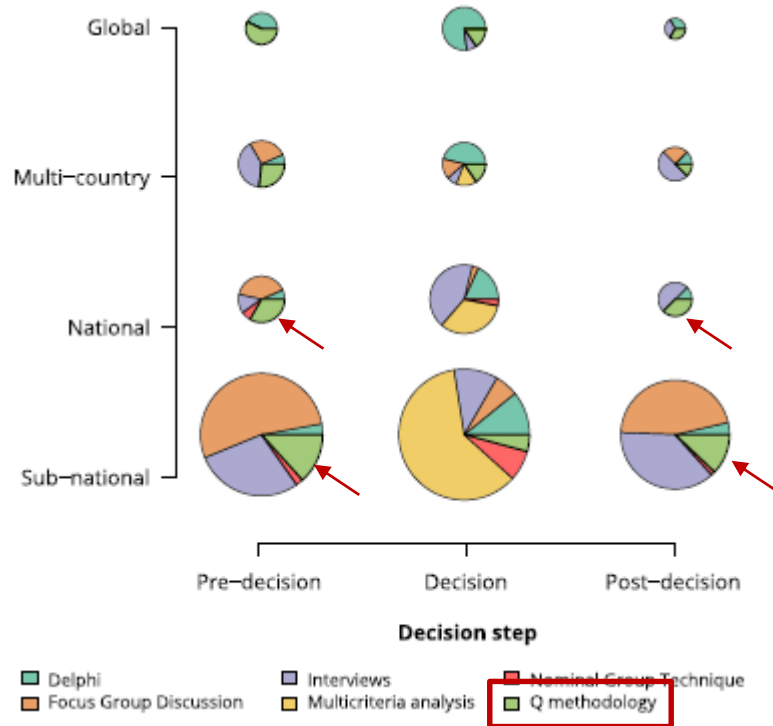 Global
Multi-country
National
Sub-national
Pre-decision Decision Post-decision
Decision step
Delphi Interviews Nominal Group Technique
Focus Group Discussion Multicriteria analysis Q methodology